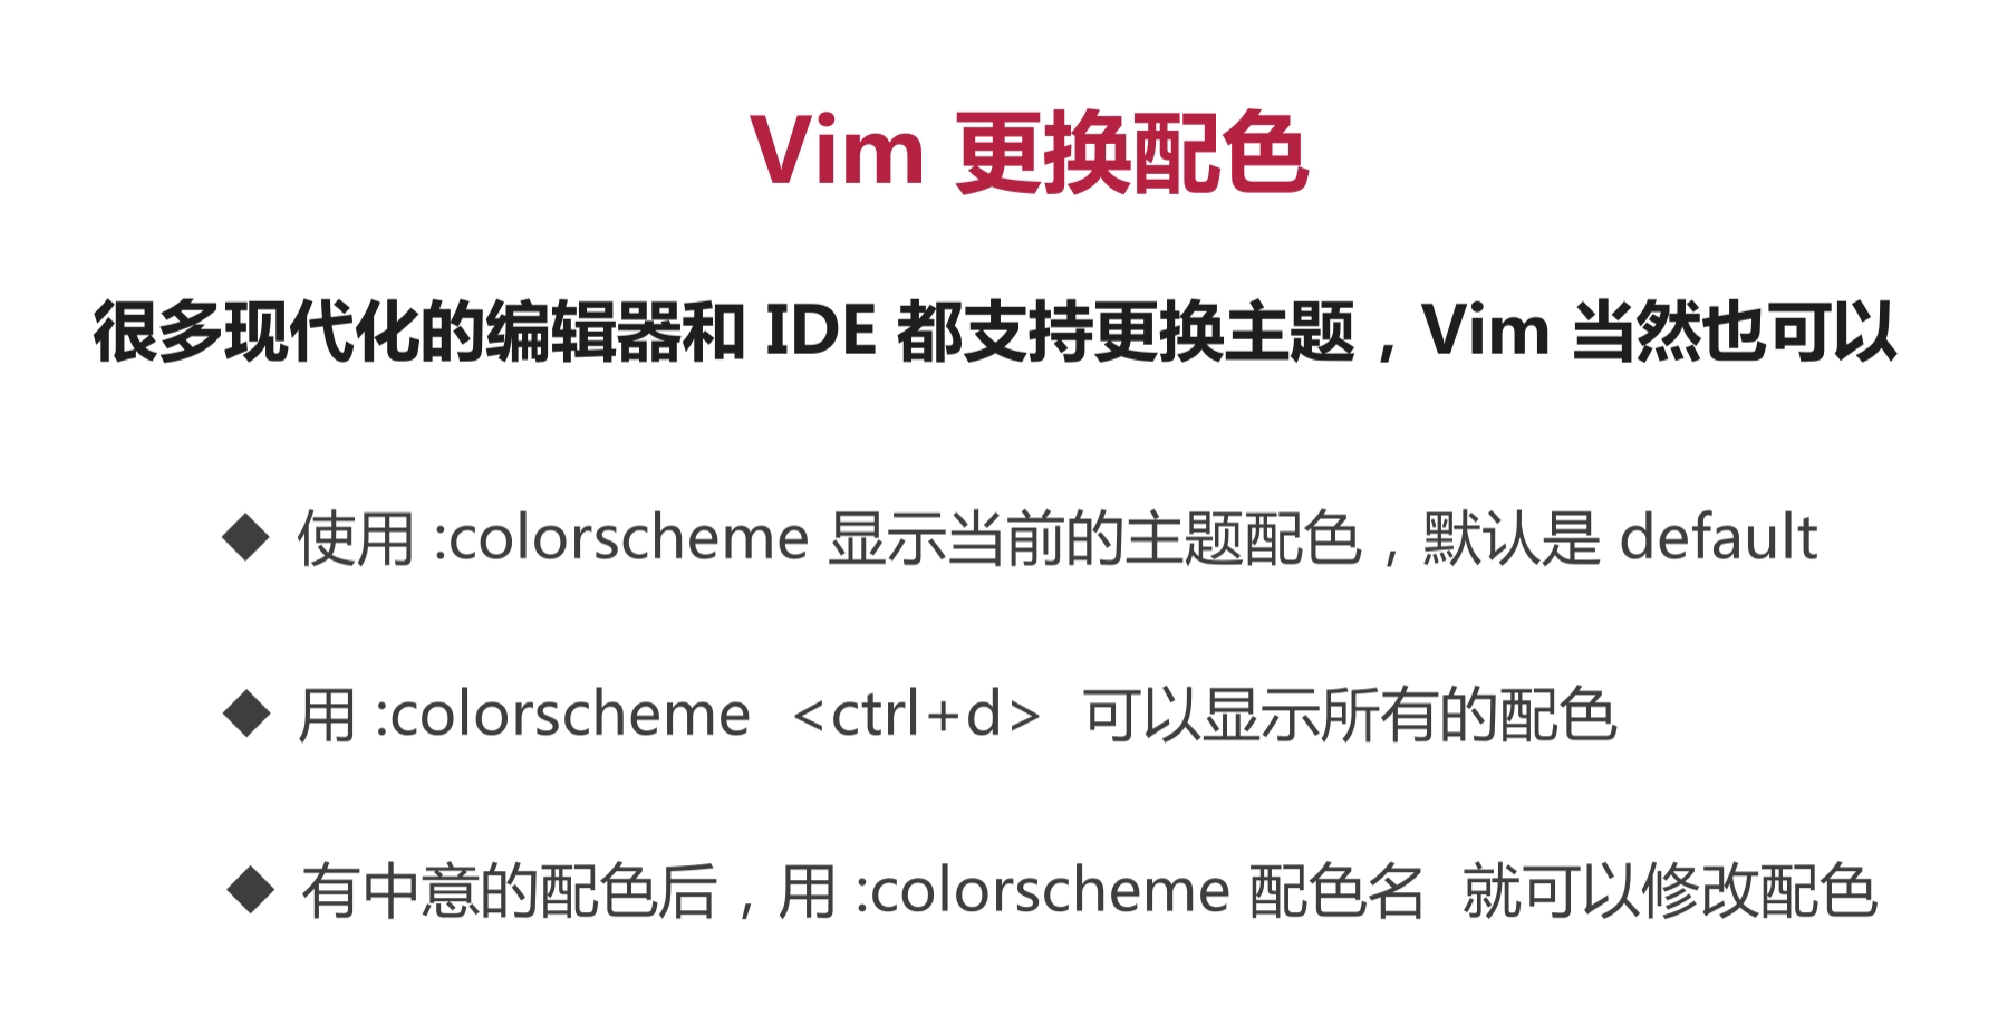 Vim 更换配色
很多现代化的编辑器和 IDE 都支持更换主题，Vim 当然也可以
◆ 使用 :colorscheme 显示当前的主题配色，默认是 default
◆ 用 :colorscheme <ctrl+d> 可以显示所有的配色
◆ 有中意的配色后，用 :colorscheme 配色名 就可以修改配色